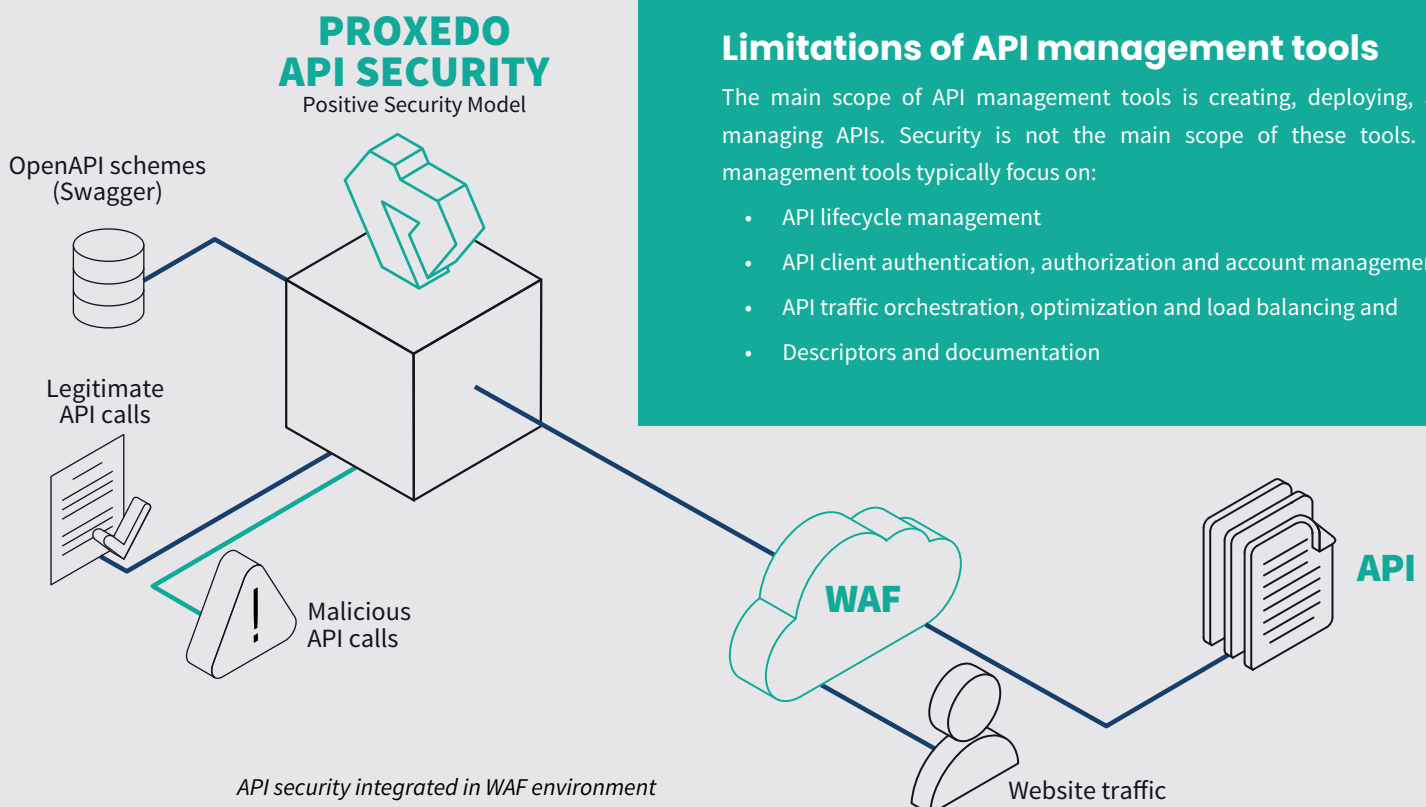 PROXEDO
API SECURITY
Positive Security Model
OpenAPI schemes
(Swagger)
Legitimate
API calls
Malicious
API calls
WAF
API
Website traffic
API security integrated in WAF environment
Limitations of API management tools
The main scope of API management tools is creating, deploying,
managing APIs. Security is not the main scope of these tools.
management tools typically focus on:
• API lifecycle management
• API client authentication, authorization and account
• API traffic orchestration, optimization and load balancing and
• Descriptors and documentation